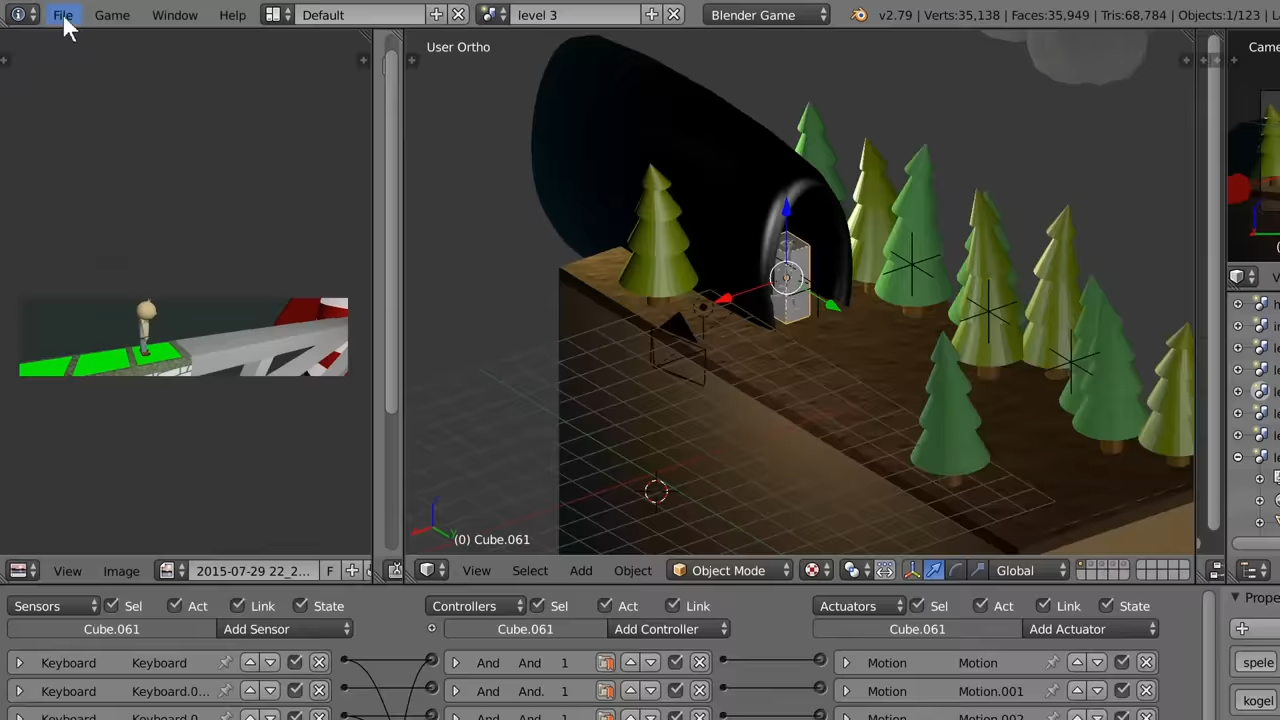 File Game Window Help Default level 3 Blender Game v2.79 | Verts:35,138 | Faces:35,949 | Tris:68,784 | Objects:1/123 | L
User Ortho
Came
(0) Cube.061
View Image 2015-07-29 22_2... F
View Select Add Object Object Mode Global
Sensors Sel Act Link State Controllers Sel Act Link Actuators Sel Act Link State
Cube.061 Add Sensor Cube.061 Add Controller Cube.061 Add Actuator
Keyboard Keyboard And And 1 Motion Motion
Keyboard Keyboard.0... And And. 1 Motion Motion.001
Prope
spele
kogel